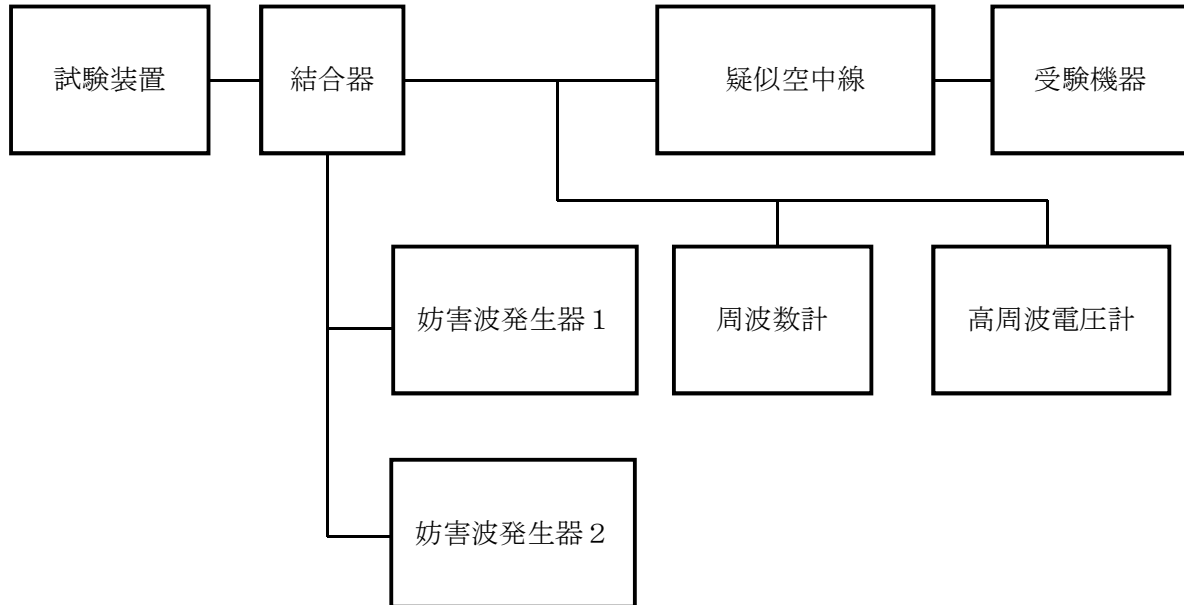 試験装置
結合器
疑似空中線
受験機器
妨害波発生器１
周波数計
高周波電圧計
妨害波発生器２